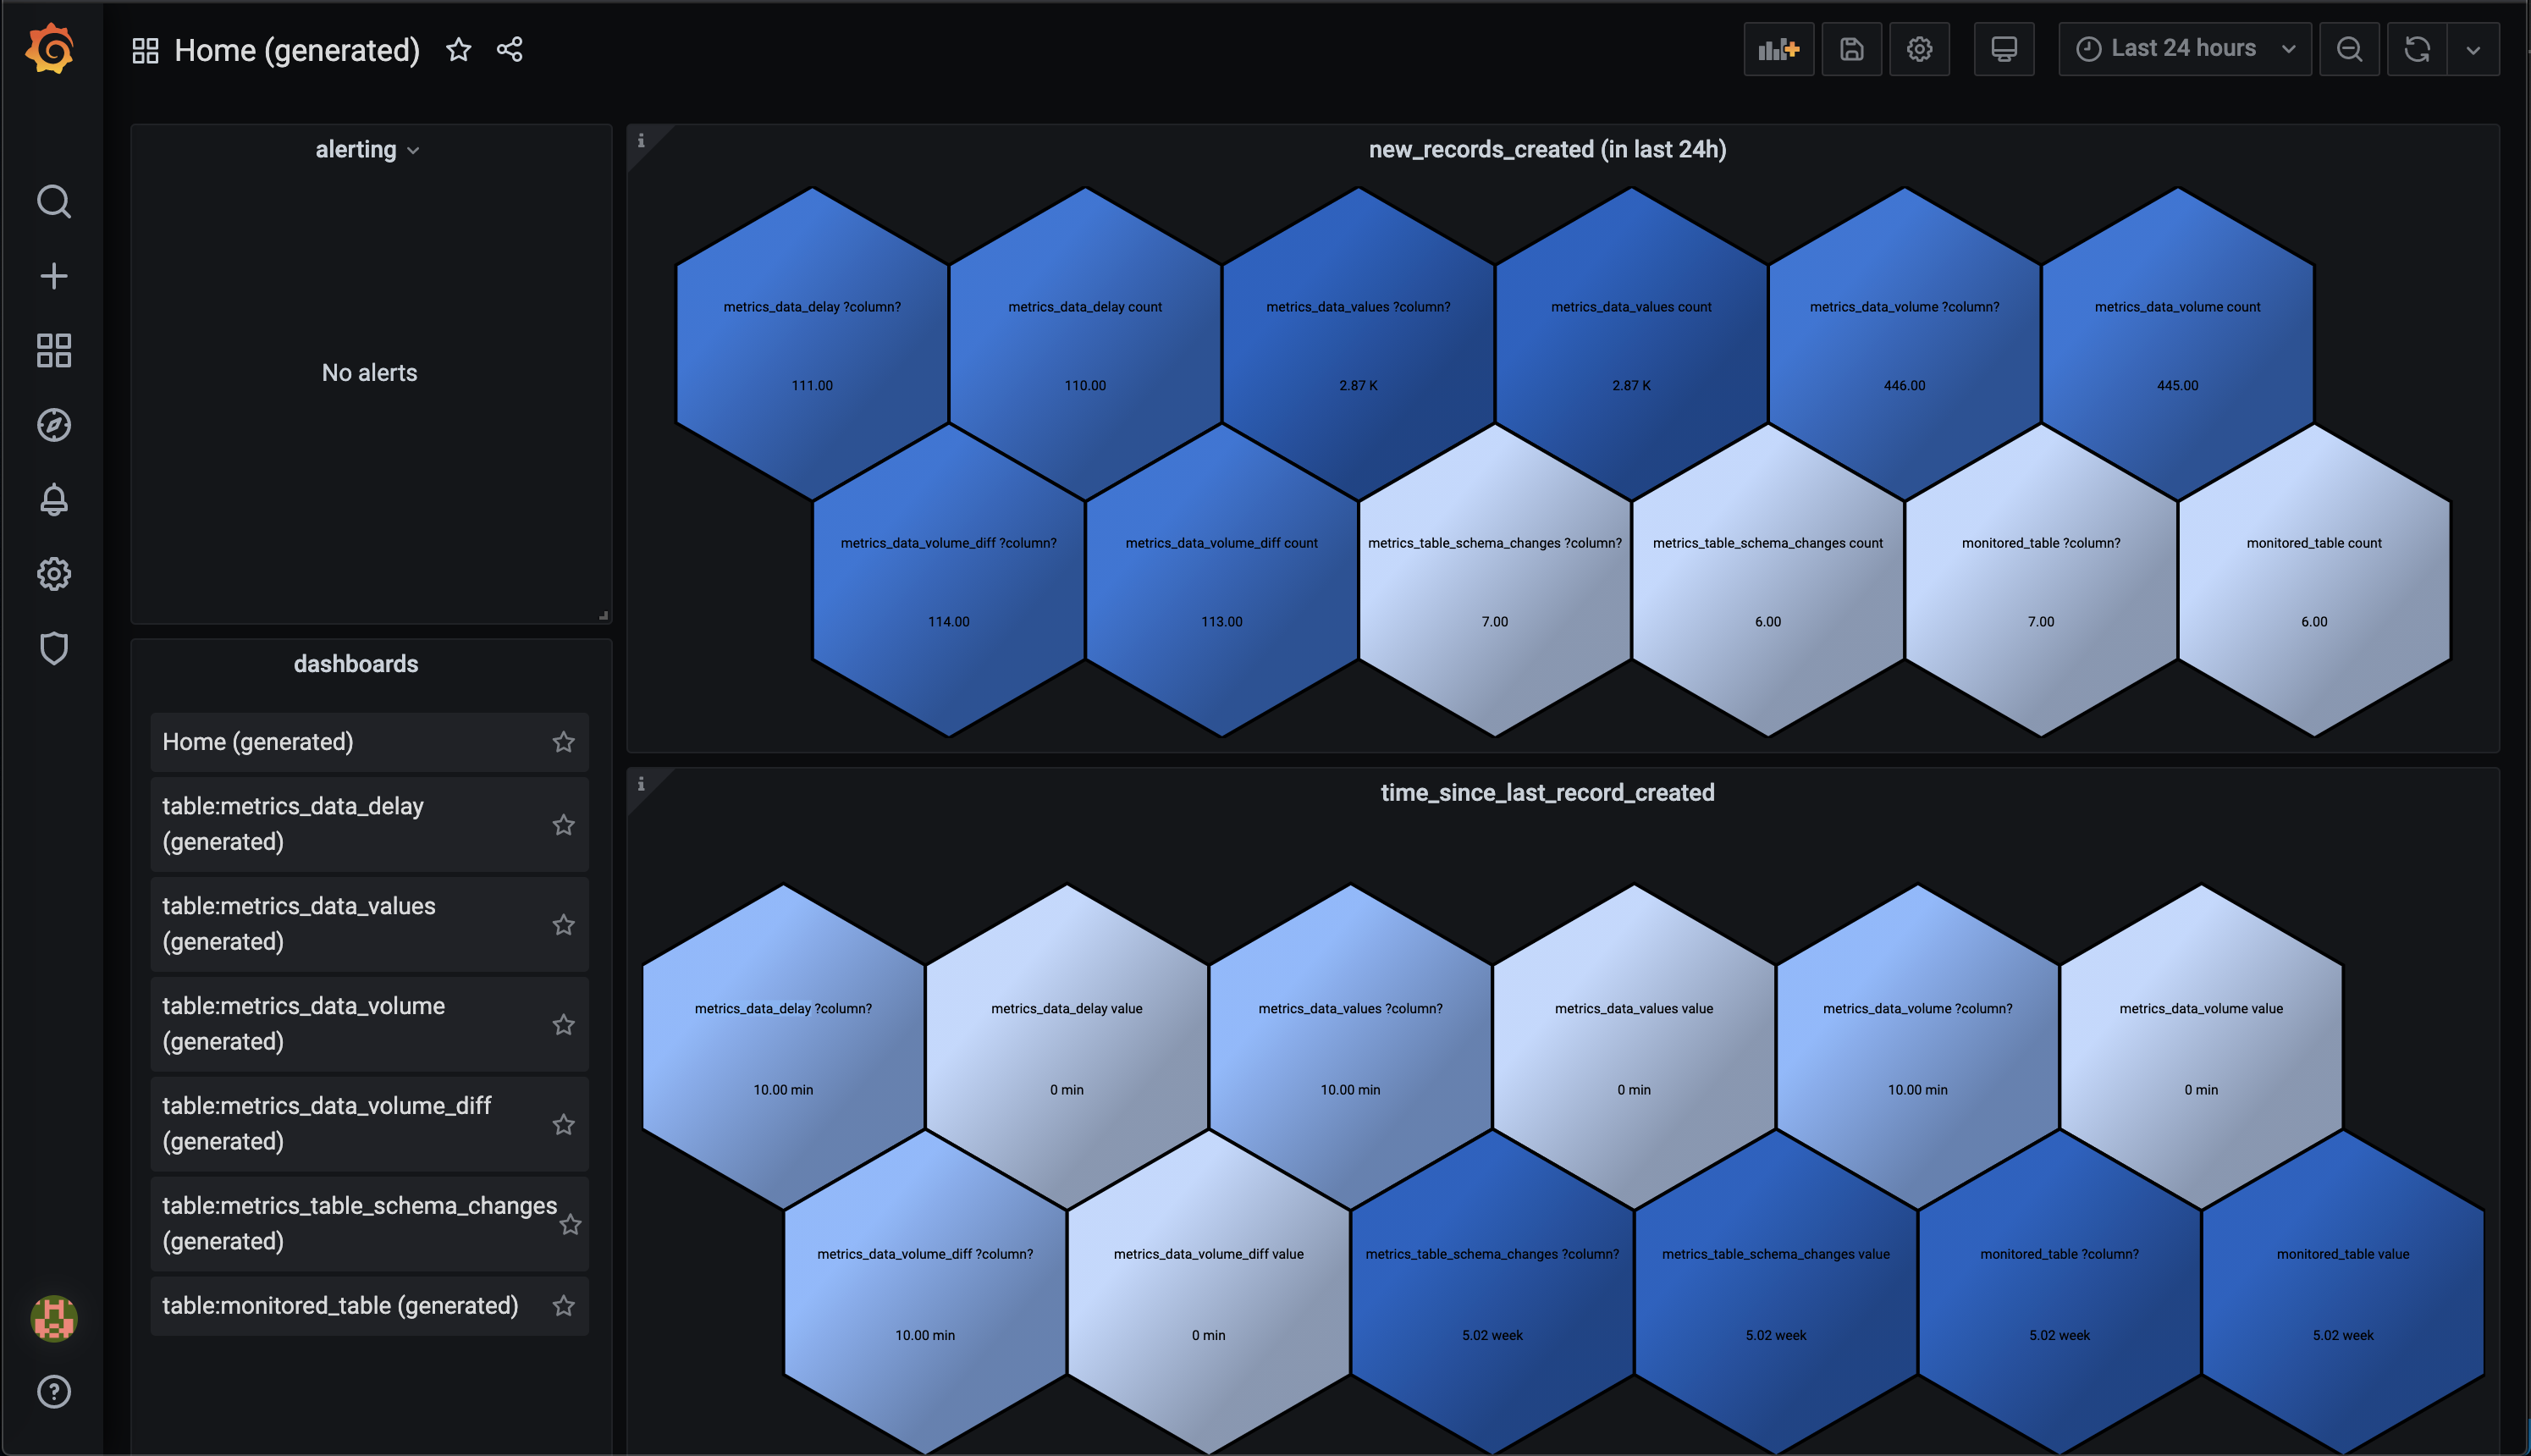 Home (generated)
Last 24 hours
alerting
No alerts
dashboards
Home (generated)
table:metrics_data_delay
(generated)
table:metrics_data_values
(generated)
table:metrics_data_volume
(generated)
table:metrics_data_volume_diff
(generated)
table:metrics_table_schema_changes
(generated)
table:monitored_table (generated)
i
new_records_created (in last 24h)
metrics_data_delay ?column?
111.00
metrics_data_delay count
110.00
metrics_data_values ?column?
2.87 K
metrics_data_values count
2.87 K
metrics_data_volume ?column?
446.00
metrics_data_volume count
445.00
metrics_data_volume_diff ?column?
114.00
metrics_data_volume_diff count
113.00
metrics_table_schema_changes ?column?
7.00
metrics_table_schema_changes count
6.00
monitored_table ?column?
7.00
monitored_table count
6.00
i
time_since_last_record_created
metrics_data_delay ?column?
10.00 min
metrics_data_delay value
0 min
metrics_data_values ?column?
10.00 min
metrics_data_values value
0 min
metrics_data_volume ?column?
10.00 min
metrics_data_volume value
0 min
metrics_data_volume_diff ?column?
10.00 min
metrics_data_volume_diff value
0 min
metrics_table_schema_changes ?column?
5.02 week
metrics_table_schema_changes value
5.02 week
monitored_table ?column?
5.02 week
monitored_table value
5.02 week